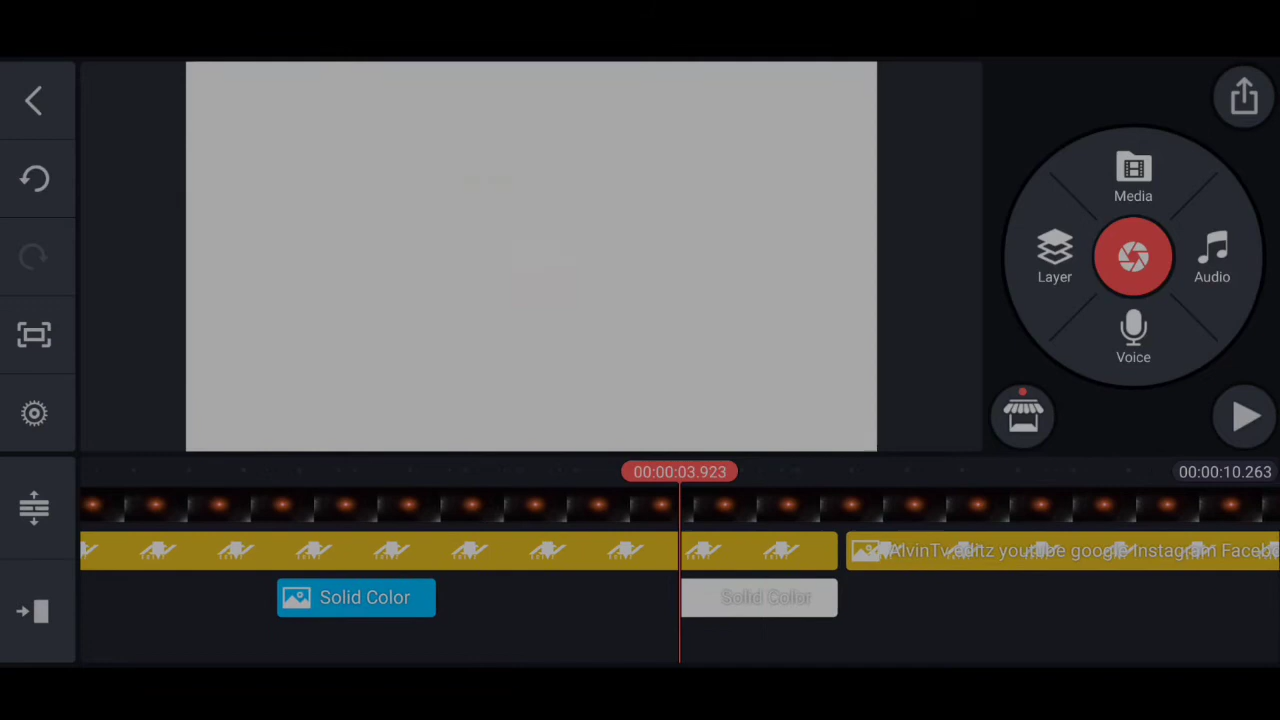 Media
Layer
Audio
Voice
00:00:03.923
00:00:10.263
AlvinTv editz youtube google Instagram Facebo
Solid Color
Solid Color